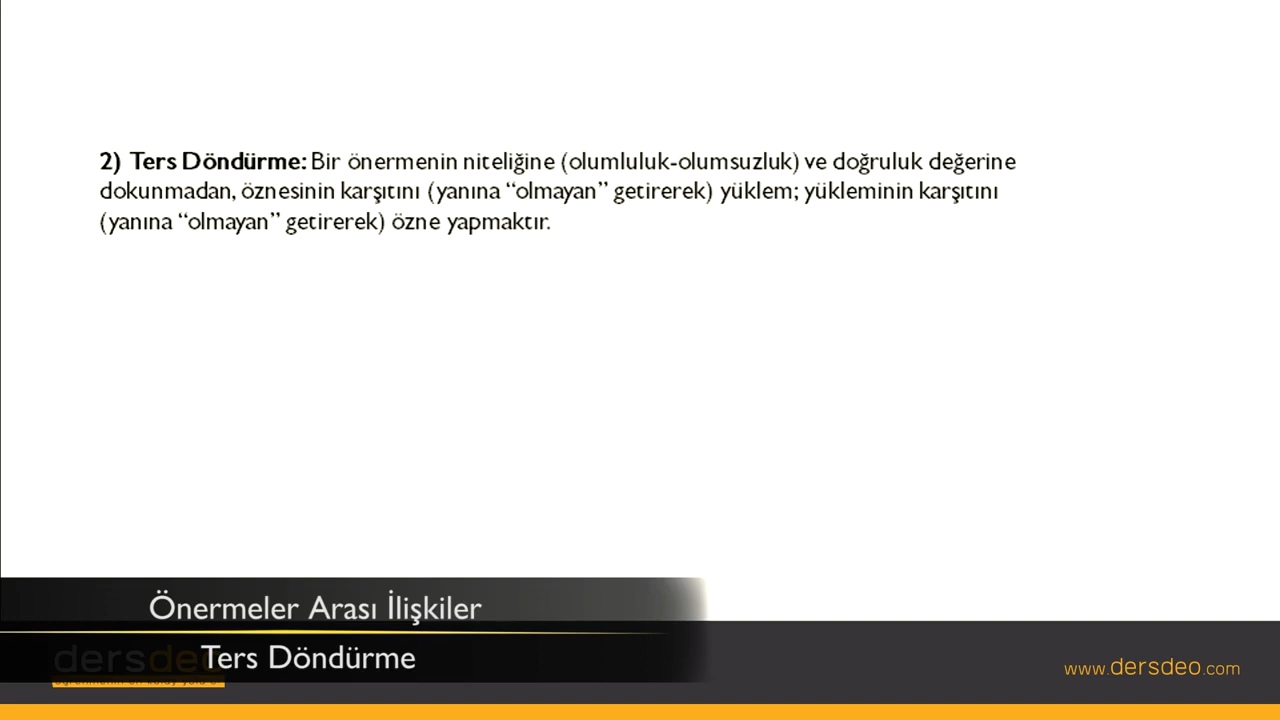 2) Ters Döndürme: Bir önermenin niteliğine (olumluluk-olumsuzluk) ve doğruluk değerine
dokunmadan, öznesinin karşıtını (yanına “olmayan” getirerek) yüklem; yükleminin karşıtını
(yanına “olmayan” getirerek) özne yapmaktır.
Önermeler Arası İlişkiler
Ters Döndürme
dersdeo
www.dersdeo.com